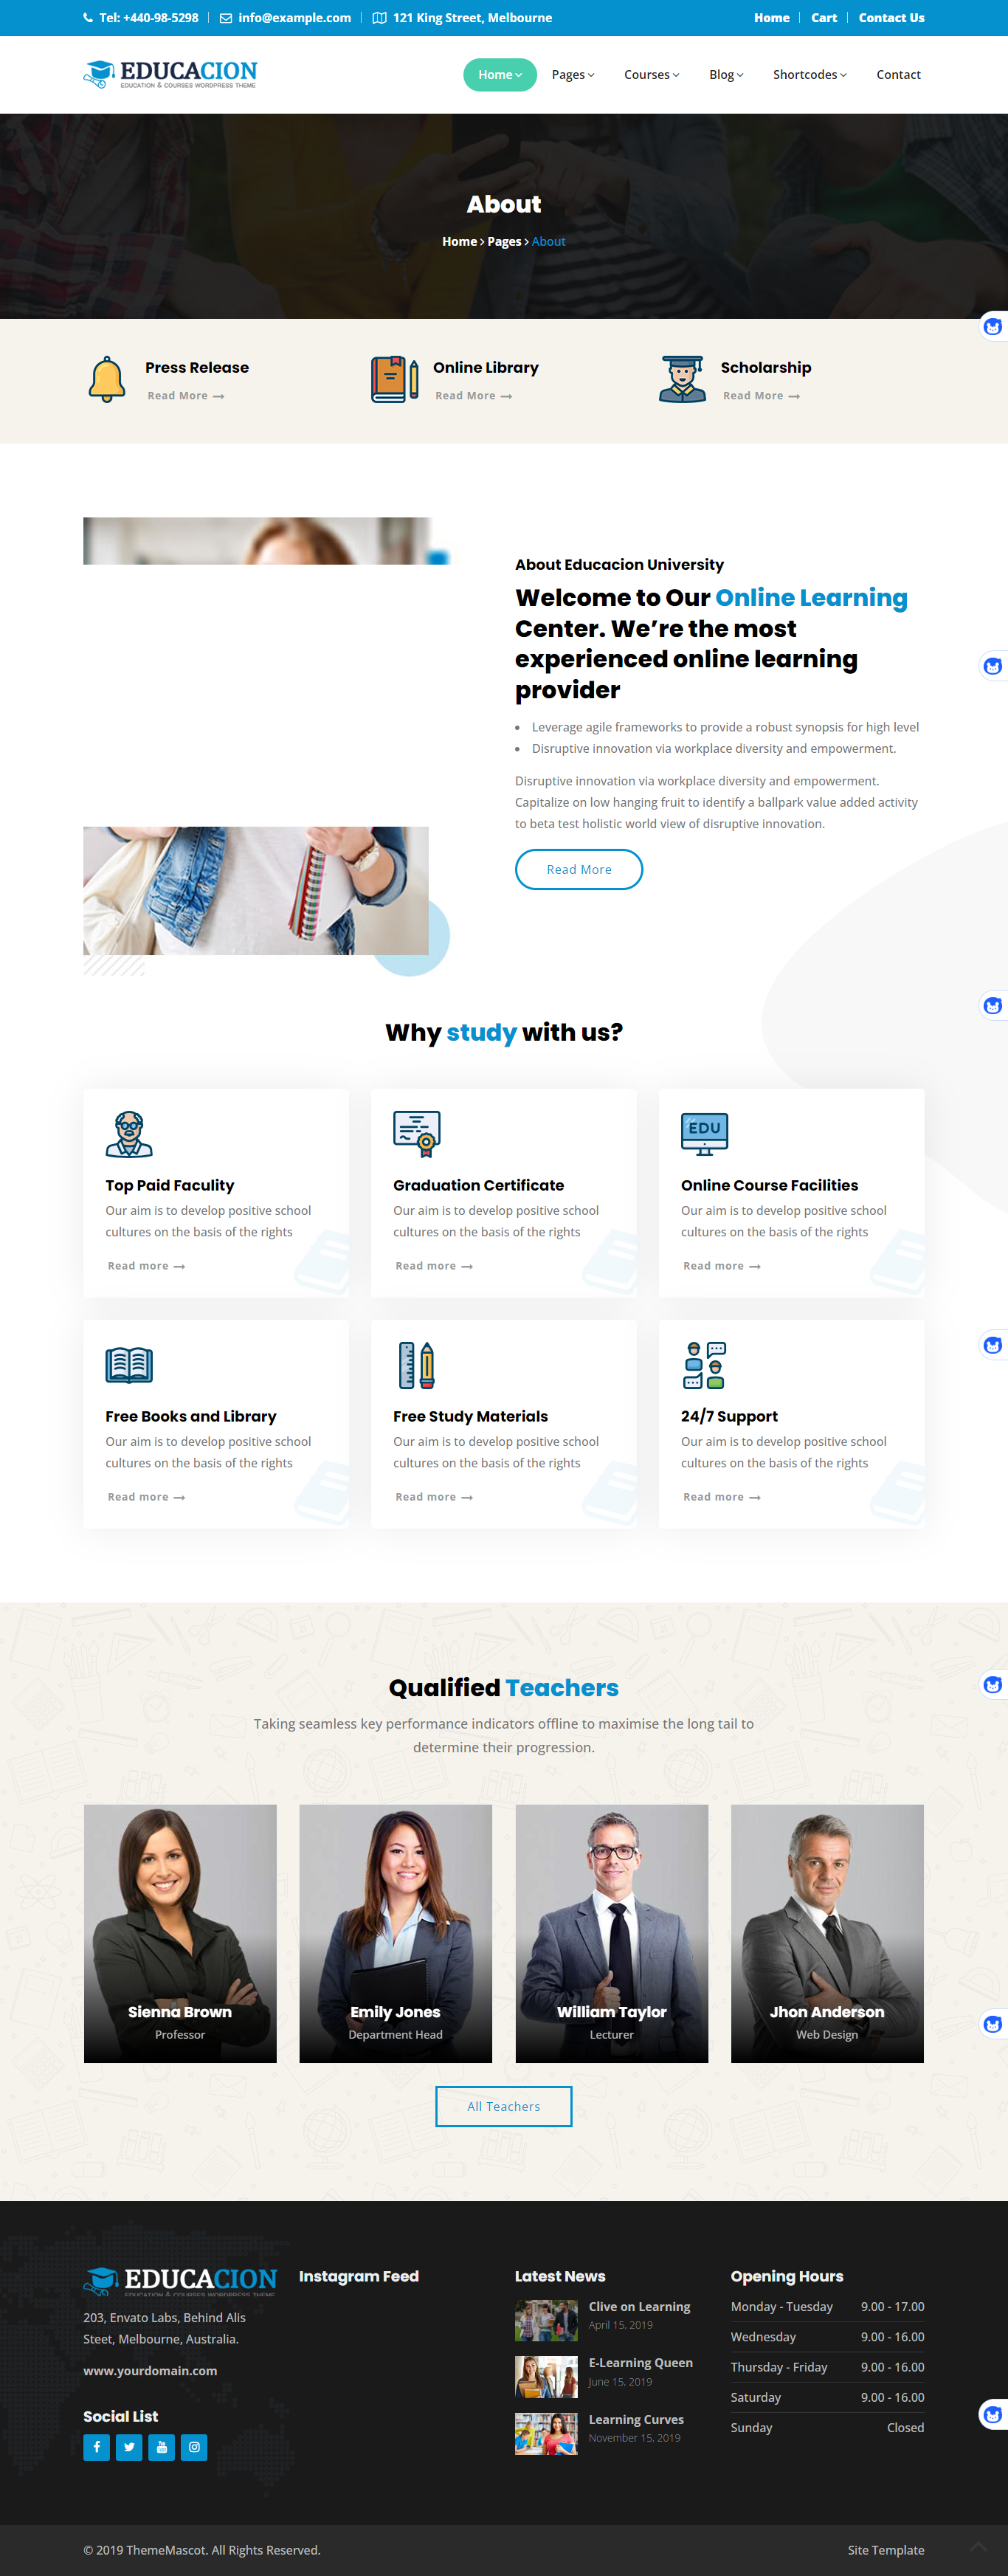 Tel: +440-98-5298
info@example.com
121 King Street, Melbourne
Home
Cart
Contact Us
EDUCACION
EDUCATION & COURSES WORDPRESS THEME
Home
Pages
Courses
Blog
Shortcodes
Contact
About
Home > Pages > About
Press Release
Read More
Online Library
Read More
Scholarship
Read More
About Educacion University
Welcome to Our Online Learning
Center. We’re the most
experienced online learning
provider
Leverage agile frameworks to provide a robust synopsis for high level
Disruptive innovation via workplace diversity and empowerment.
Disruptive innovation via workplace diversity and empowerment.
Capitalize on low hanging fruit to identify a ballpark value added activity
to beta test holistic world view of disruptive innovation.
Read More
Why study with us?
Top Paid Faculity
Our aim is to develop positive school
cultures on the basis of the rights
Read more
Graduation Certificate
Our aim is to develop positive school
cultures on the basis of the rights
Read more
EDU
Online Course Facilities
Our aim is to develop positive school
cultures on the basis of the rights
Read more
Free Books and Library
Our aim is to develop positive school
cultures on the basis of the rights
Read more
Free Study Materials
Our aim is to develop positive school
cultures on the basis of the rights
Read more
24/7 Support
Our aim is to develop positive school
cultures on the basis of the rights
Read more
Qualified Teachers
Taking seamless key performance indicators offline to maximise the long tail to
determine their progression.
Sienna Brown
Professor
Emily Jones
Department Head
William Taylor
Lecturer
Jhon Anderson
Web Design
All Teachers
EDUCACION
EDUCATION & COURSES WORDPRESS THEME
203, Envato Labs, Behind Alis
Steet, Melbourne, Australia.
www.yourdomain.com
Social List
Instagram Feed
Latest News
Clive on Learning
April 15, 2019
E-Learning Queen
June 15, 2019
Learning Curves
November 15, 2019
Opening Hours
Monday - Tuesday 9.00 - 17.00
Wednesday 9.00 - 16.00
Thursday - Friday 9.00 - 16.00
Saturday 9.00 - 16.00
Sunday Closed
© 2019 ThemeMascot. All Rights Reserved.
Site Template